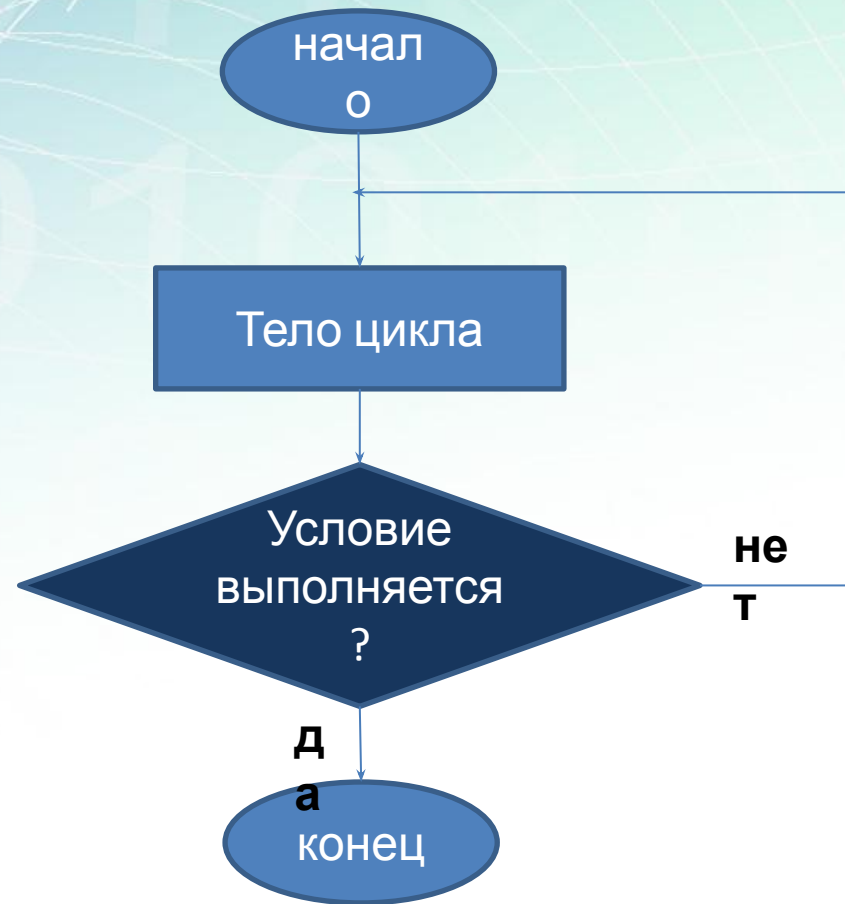 начал
о
Тело цикла
Условие
выполняется
?
не
т
д
а
конец